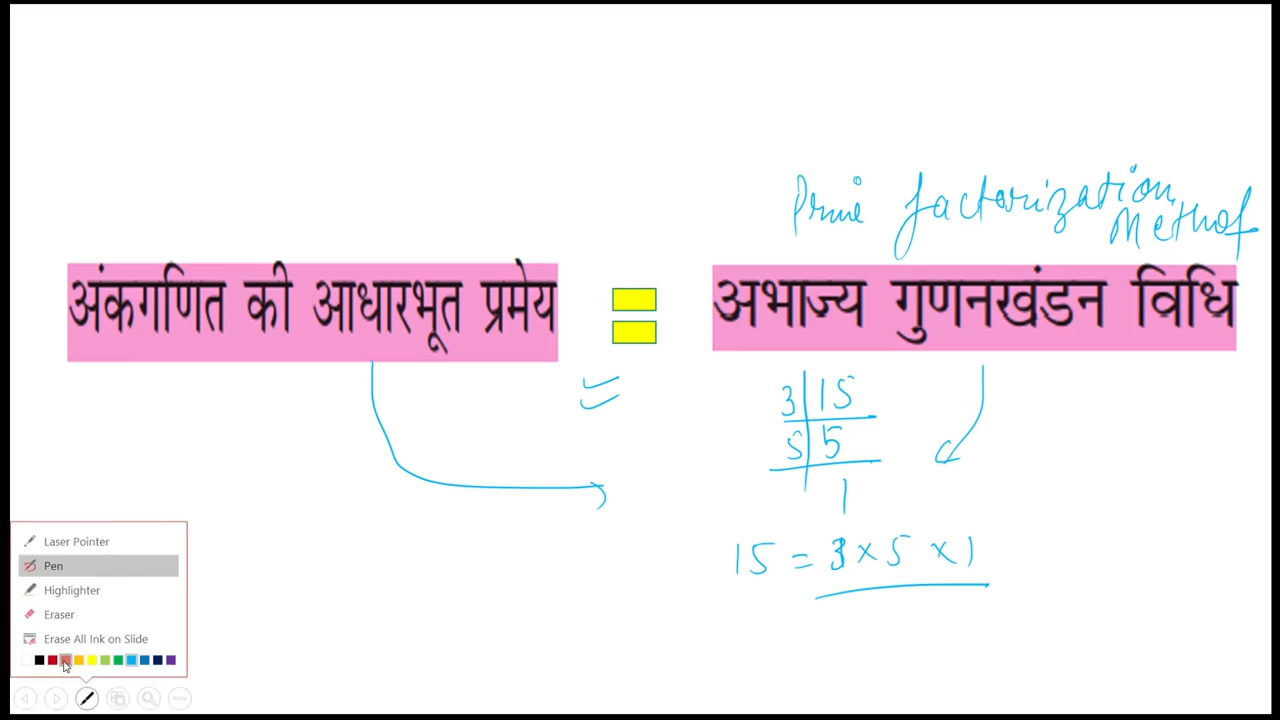 Prime factorization
Method
अंकगणित की आधारभूत प्रमेय = अभाज्य गुणनखंडन विधि
3 | 15
5 | 5
1
15 = 3 × 5 × 1
Laser Pointer
Pen
Highlighter
Eraser
Erase All Ink on Slide